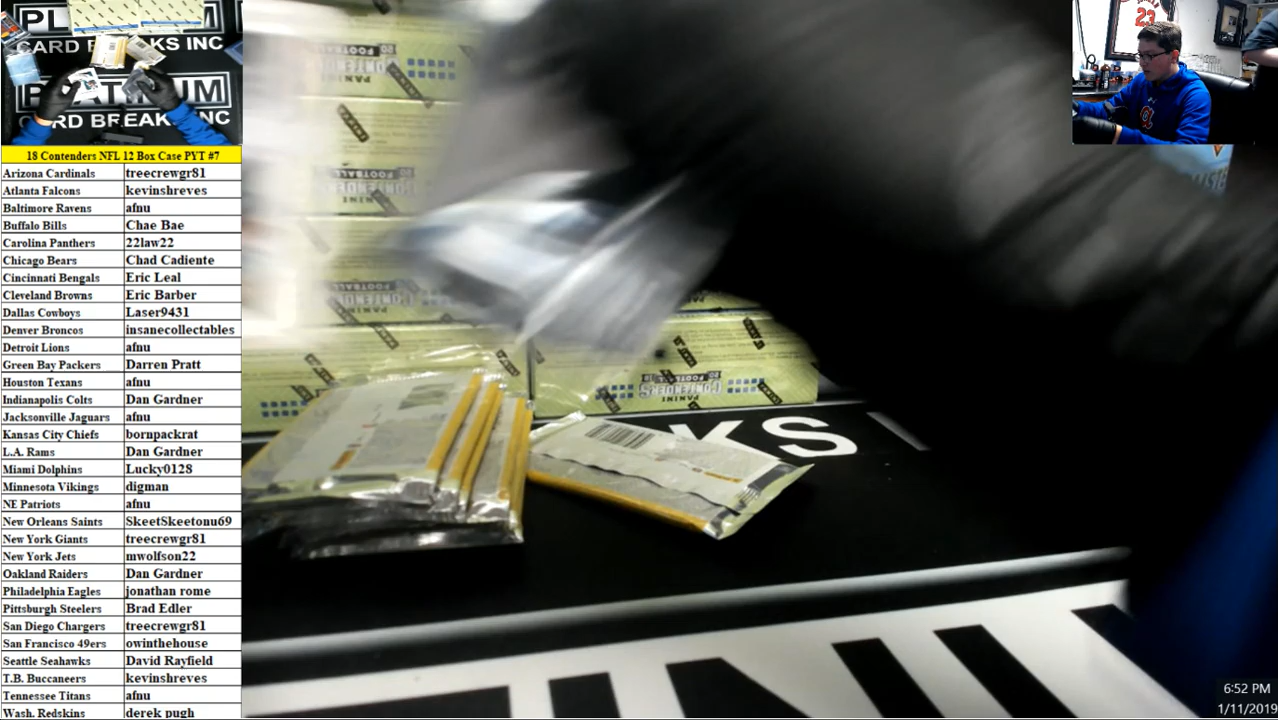 PLATINUM
CARD BREAKS INC
PLATINUM
CARD BREAKS INC
23
18 Contenders NFL 12 Box Case PYT #7
Arizona Cardinals treecrewgr81
Atlanta Falcons kevinshreves
Baltimore Ravens afnu
Buffalo Bills Chae Bae
Carolina Panthers 22law22
Chicago Bears Chad Cadiente
Cincinnati Bengals Eric Leal
Cleveland Browns Eric Barber
Dallas Cowboys Laser9431
Denver Broncos insanecollectables
Detroit Lions afnu
Green Bay Packers Darren Pratt
Houston Texans afnu
Indianapolis Colts Dan Gardner
Jacksonville Jaguars afnu
Kansas City Chiefs bornpackrat
L.A. Rams Dan Gardner
Miami Dolphins Lucky0128
Minnesota Vikings digman
NE Patriots afnu
New Orleans Saints SkeetSkeetonu69
New York Giants treecrewgr81
New York Jets mwolfson22
Oakland Raiders Dan Gardner
Philadelphia Eagles jonathan rome
Pittsburgh Steelers Brad Edler
San Diego Chargers treecrewgr81
San Francisco 49ers owinthehouse
Seattle Seahawks David Rayfield
T.B. Buccaneers kevinshreves
Tennessee Titans afnu
Wash. Redskins derek pugh
PANINI
CONTENDERS
FOOTBALL
KS
6:52 PM
1/11/2019